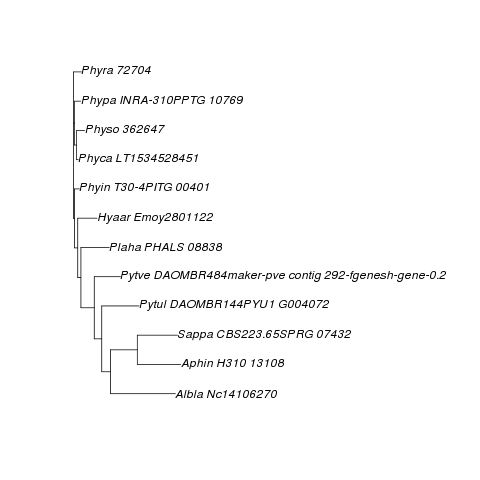 Phyra 72704
Phypa INRA-310PPTG 10769
Physo 362647
Phyca LT1534528451
Phyin T30-4PITG 00401
Hyaar Emoy2801122
Plaha PHALS 08838
Pytve DAOMBR484maker-pve contig 292-fgenesh-gene-0.2
Pytul DAOMBR144PYU1 G004072
Sappa CBS223.65SPRG 07432
Aphin H310 13108
Albla Nc14106270